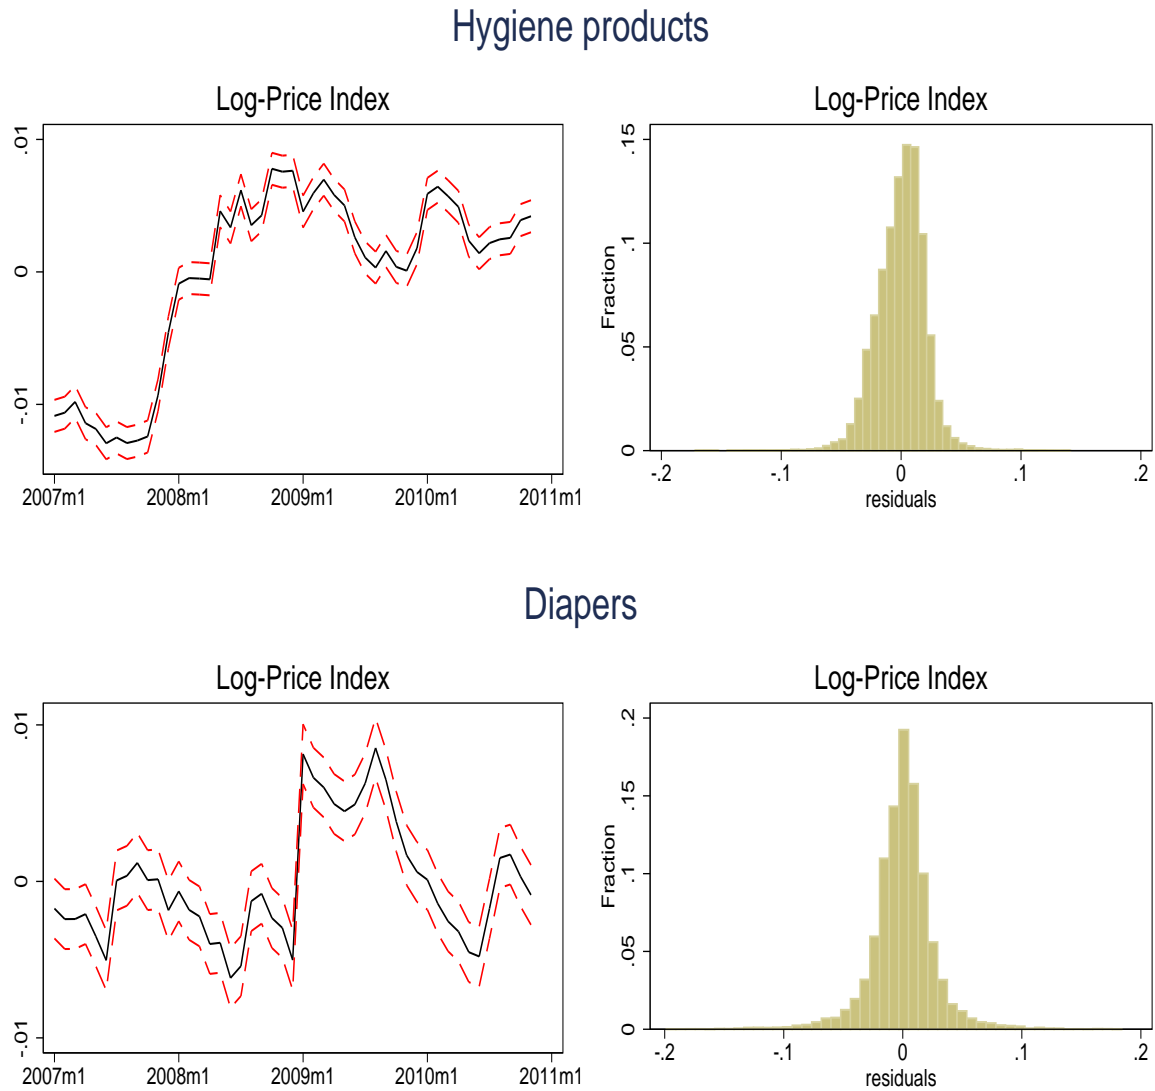 Hygiene products
Log-Price Index
.01
0
-.01
2007m1 2008m1 2009m1 2010m1 2011m1
Log-Price Index
Fraction
.15
.1
.05
0
-.2 -.1 0 .1 .2
residuals
Diapers
Log-Price Index
.01
0
-.01
2007m1 2008m1 2009m1 2010m1 2011m1
Log-Price Index
Fraction
.2
.15
.1
.05
0
-.2 -.1 0 .1 .2
residuals